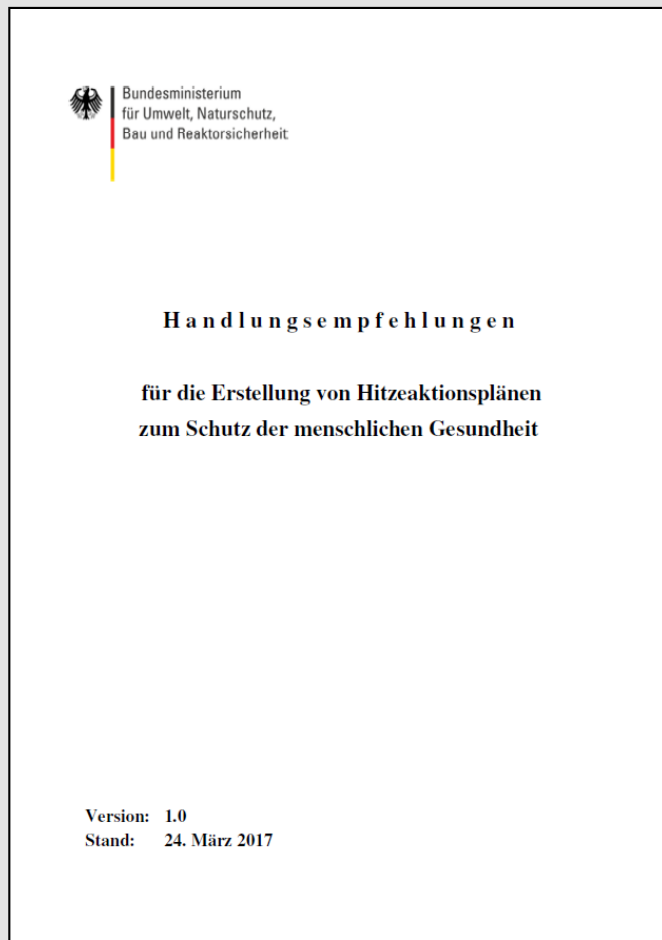 Bundesministerium
für Umwelt, Naturschutz,
Bau und Reaktorsicherheit
Handlungsempfehlungen
für die Erstellung von Hitzeaktionsplänen
zum Schutz der menschlichen Gesundheit
Version: 1.0
Stand: 24. März 2017